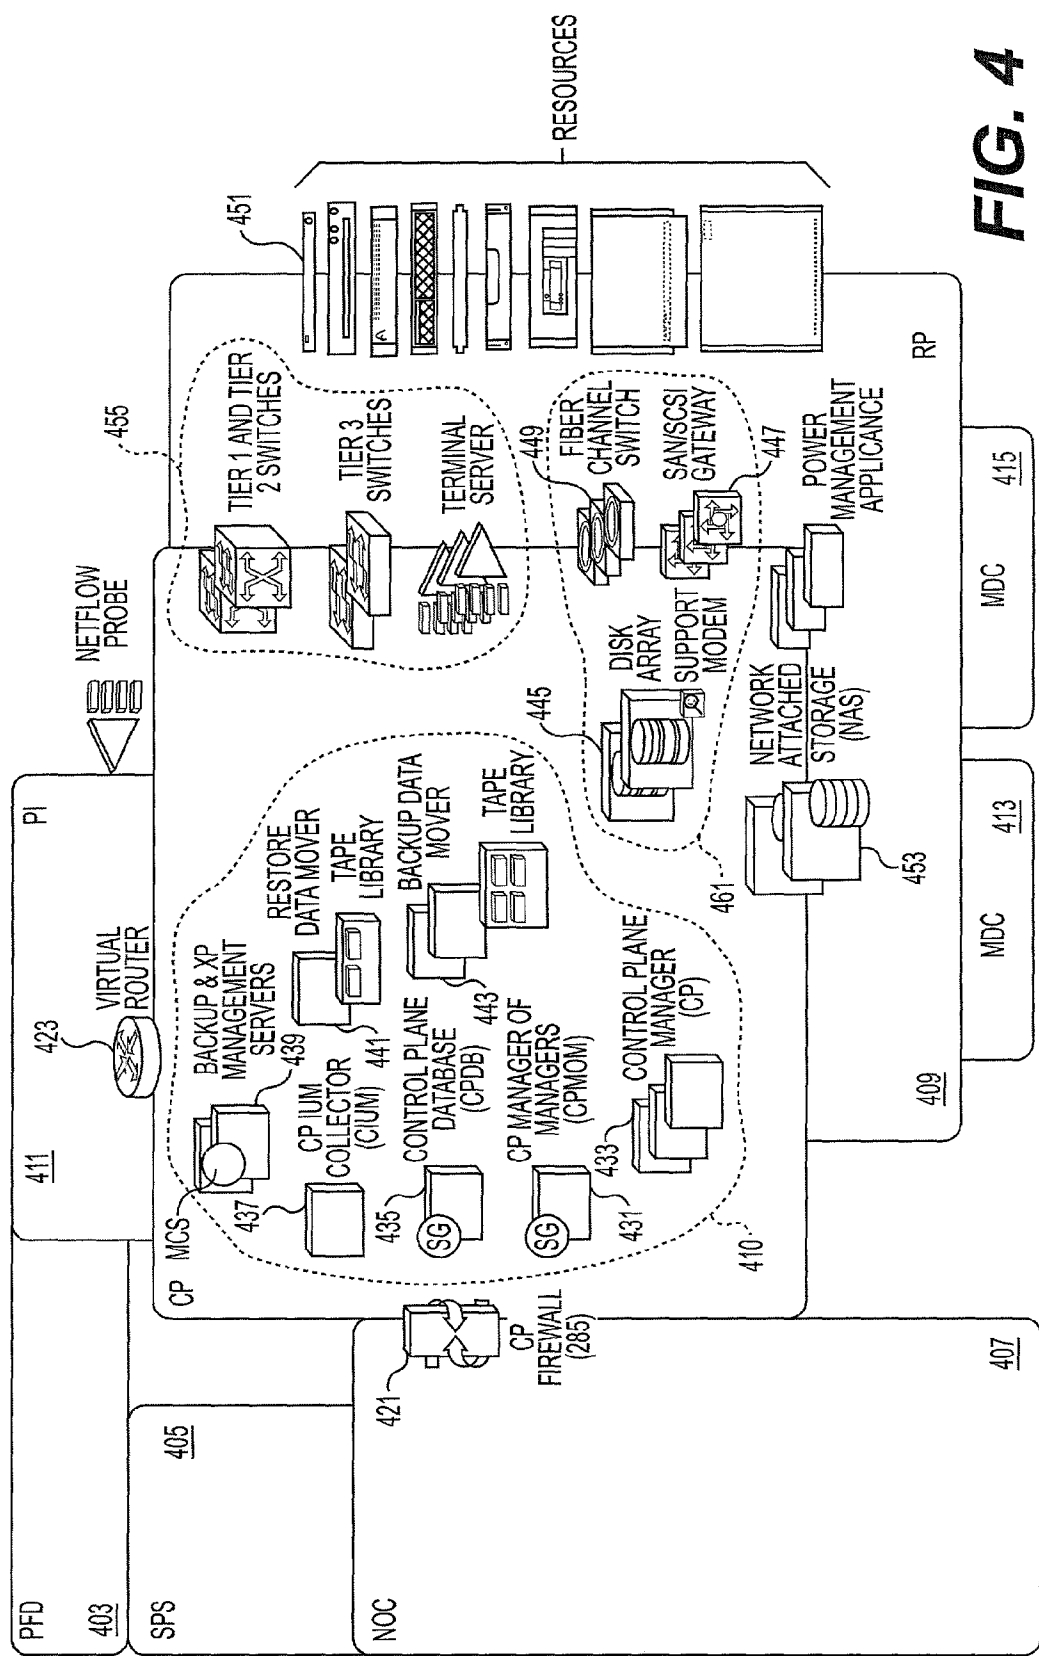 PFD
403
SPS
405
NOC
407
411
PI
423
VIRTUAL
ROUTER
NETFLOW
PROBE
CP
MCS
BACKUP & XP
MANAGEMENT
SERVERS
439
RESTORE
DATA MOVER
TAPE
LIBRARY
441
437
CP IUM
COLLECTOR
(CIUM)
BACKUP DATA
MOVER
TAPE
LIBRARY
443
435
SG
CONTROL PLANE
DATABASE
(CPDB)
SG
431
CP MANAGER OF
MANAGERS
(CPMOM)
433
CONTROL PLANE
MANAGER
(CP)
410
421
CP
FIREWALL
(285)
455
TIER 1 AND TIER
2 SWITCHES
TIER 3
SWITCHES
TERMINAL
SERVER
449
FIBER
CHANNEL
SWITCH
SAN/SCSI
GATEWAY
447
445
DISK
ARRAY
SUPPORT
MODEM
461
POWER
MANAGEMENT
APPLICANCE
NETWORK
ATTACHED
STORAGE
(NAS)
453
451
RESOURCES
RP
409
MDC
413
MDC
415
FIG. 4